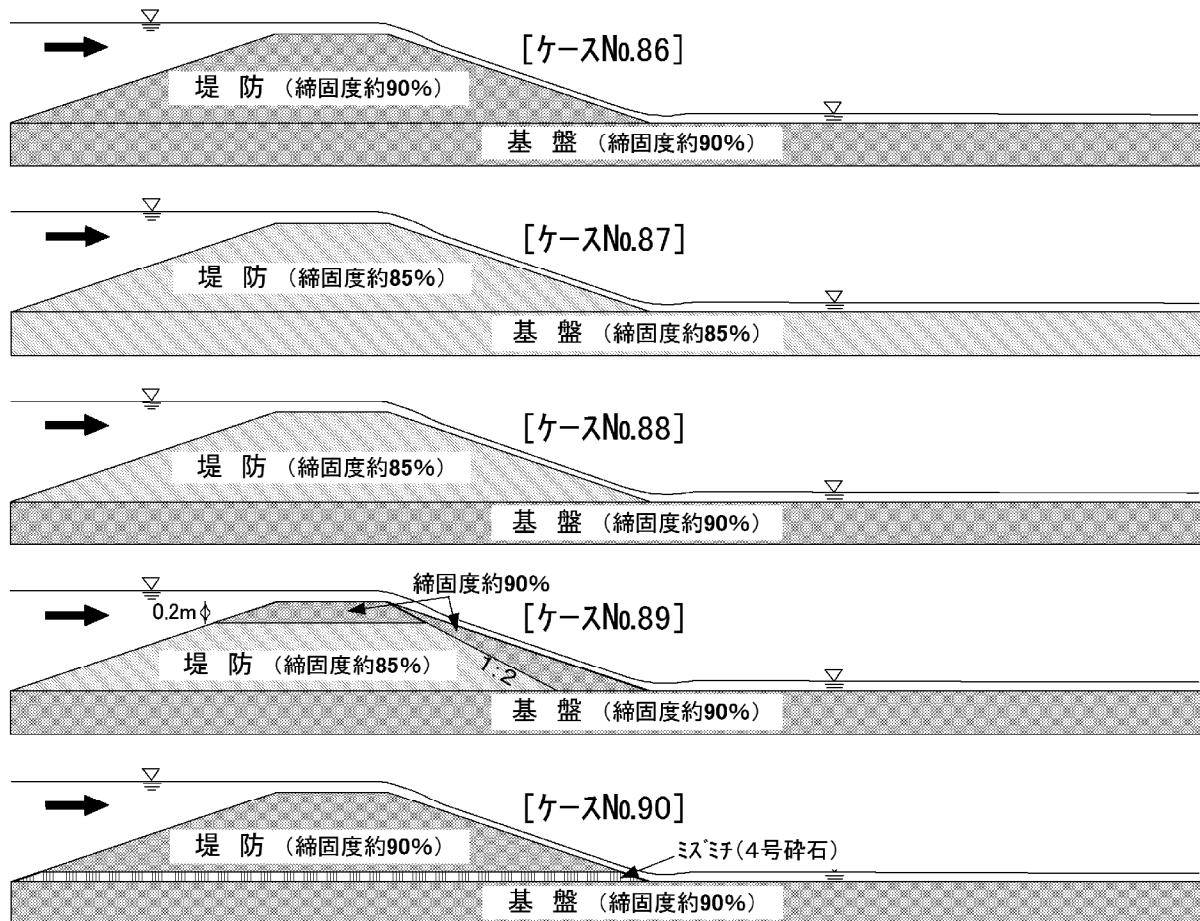 [ケースNo.86]
堤 防 (締固度約90%)
基 盤 (締固度約90%)
[ケースNo.87]
堤 防 (締固度約85%)
基 盤 (締固度約85%)
[ケースNo.88]
堤 防 (締固度約85%)
基 盤 (締固度約90%)
締固度約90%
0.2m
[ケースNo.89]
堤 防 (締固度約85%)
1:2
基 盤 (締固度約90%)
[ケースNo.90]
堤 防 (締固度約90%)
ミズミチ(4号砕石)
基 盤 (締固度約90%)